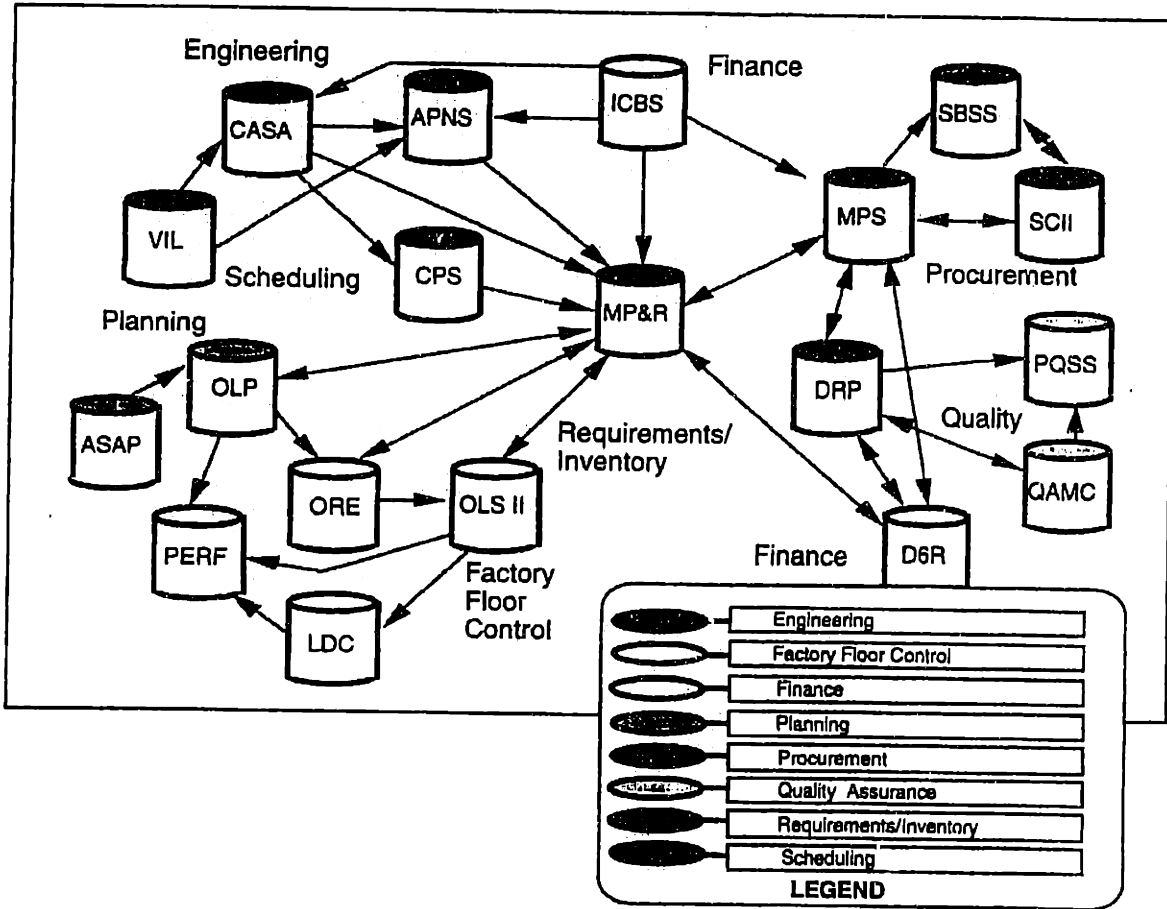 Engineering
Finance
ICBS
SBSS
CASA
APNS
MPS
SCII
VIL
Scheduling
CPS
Procurement
MP&R
Planning
OLP
DRP
PQSS
ASAP
Requirements/
Inventory
Quality
QAMC
ORE
OLS II
PERF
Finance
D6R
Factory
Floor
Control
LDC
Engineering
Factory Floor Control
Finance
Planning
Procurement
Quality Assurance
Requirements/Inventory
Scheduling
LEGEND